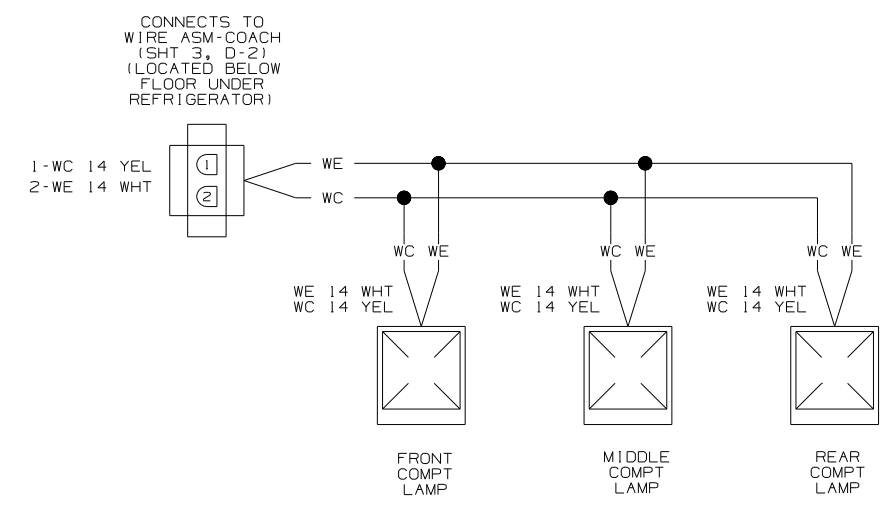 CONNECTS TO
WIRE ASM-COACH
(SHT 3, D-2)
(LOCATED BELOW
FLOOR UNDER
REFRIGERATOR)
1-WC 14 YEL
2-WE 14 WHT
1
2
WE
WC
WC WE
WC WE
WC WE
WE 14 WHT
WC 14 YEL
WE 14 WHT
WC 14 YEL
WE 14 WHT
WC 14 YEL
FRONT
COMPT
LAMP
MIDDLE
COMPT
LAMP
REAR
COMPT
LAMP